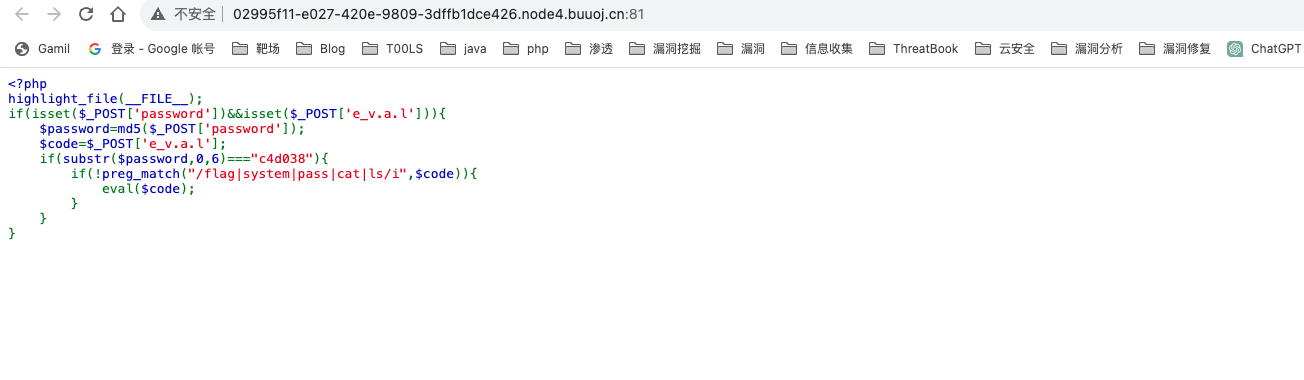 不安全 02995f11-e027-420e-9809-3dffb1dce426.node4.buuoj.cn:81
Gamil 登录 - Google 帐号 靶场 Blog T00LS java php 渗透 漏洞挖掘 漏洞 信息收集 ThreatBook 云安全 漏洞分析 漏洞修复 ChatGPT
<?php
highlight_file(__FILE__);
if(isset($_POST['password'])&&isset($_POST['e_v.a.l'])){
    $password=md5($_POST['password']);
    $code=$_POST['e_v.a.l'];
    if(substr($password,0,6)==="c4d038"){
        if(!preg_match("/flag|system|pass|cat|ls/i",$code)){
            eval($code);
        }
    }
}